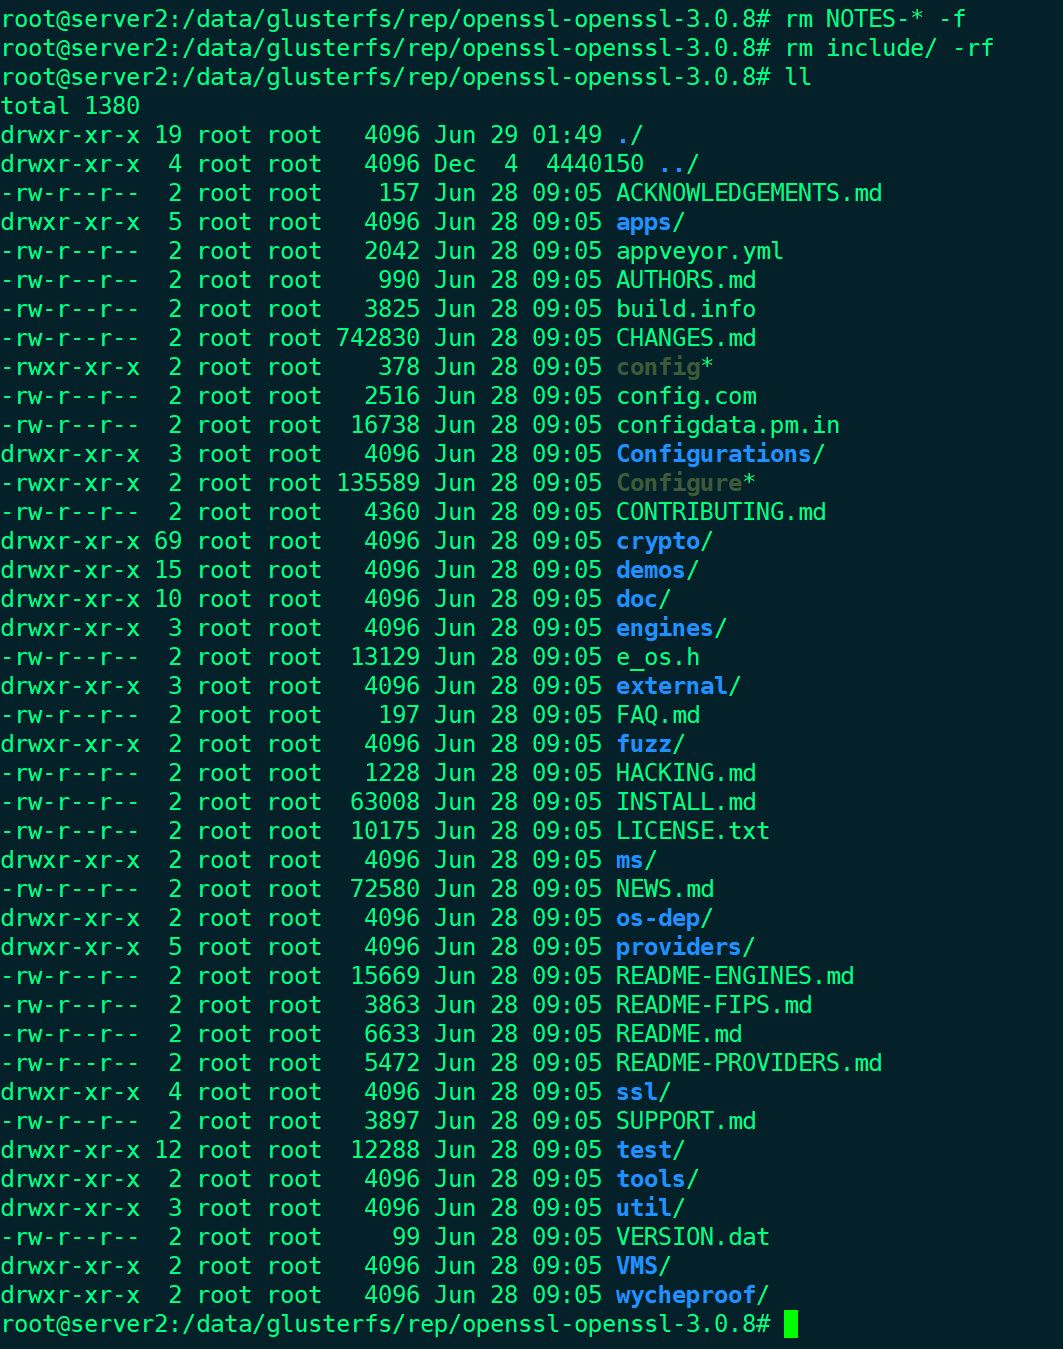 root@server2:/data/glusterfs/rep/openssl-openssl-3.0.8# rm NOTES-* -f
root@server2:/data/glusterfs/rep/openssl-openssl-3.0.8# rm include/ -rf
root@server2:/data/glusterfs/rep/openssl-openssl-3.0.8# ll
total 1380
drwxr-xr-x 19 root root   4096 Jun 29 01:49 ./
drwxr-xr-x  4 root root   4096 Dec  4  4440150 ../
-rw-r--r--  2 root root    157 Jun 28 09:05 ACKNOWLEDGEMENTS.md
drwxr-xr-x  5 root root   4096 Jun 28 09:05 apps/
-rw-r--r--  2 root root   2042 Jun 28 09:05 appveyor.yml
-rw-r--r--  2 root root    990 Jun 28 09:05 AUTHORS.md
-rw-r--r--  2 root root   3825 Jun 28 09:05 build.info
-rw-r--r--  2 root root 742830 Jun 28 09:05 CHANGES.md
-rwxr-xr-x  2 root root    378 Jun 28 09:05 config*
-rw-r--r--  2 root root   2516 Jun 28 09:05 config.com
-rw-r--r--  2 root root  16738 Jun 28 09:05 configdata.pm.in
drwxr-xr-x  3 root root   4096 Jun 28 09:05 Configurations/
-rwxr-xr-x  2 root root 135589 Jun 28 09:05 Configure*
-rw-r--r--  2 root root   4360 Jun 28 09:05 CONTRIBUTING.md
drwxr-xr-x 69 root root   4096 Jun 28 09:05 crypto/
drwxr-xr-x 15 root root   4096 Jun 28 09:05 demos/
drwxr-xr-x 10 root root   4096 Jun 28 09:05 doc/
drwxr-xr-x  3 root root   4096 Jun 28 09:05 engines/
-rw-r--r--  2 root root  13129 Jun 28 09:05 e_os.h
drwxr-xr-x  3 root root   4096 Jun 28 09:05 external/
-rw-r--r--  2 root root    197 Jun 28 09:05 FAQ.md
drwxr-xr-x  2 root root   4096 Jun 28 09:05 fuzz/
-rw-r--r--  2 root root   1228 Jun 28 09:05 HACKING.md
-rw-r--r--  2 root root  63008 Jun 28 09:05 INSTALL.md
-rw-r--r--  2 root root  10175 Jun 28 09:05 LICENSE.txt
drwxr-xr-x  2 root root   4096 Jun 28 09:05 ms/
-rw-r--r--  2 root root  72580 Jun 28 09:05 NEWS.md
drwxr-xr-x  2 root root   4096 Jun 28 09:05 os-dep/
drwxr-xr-x  5 root root   4096 Jun 28 09:05 providers/
-rw-r--r--  2 root root  15669 Jun 28 09:05 README-ENGINES.md
-rw-r--r--  2 root root   3863 Jun 28 09:05 README-FIPS.md
-rw-r--r--  2 root root   6633 Jun 28 09:05 README.md
-rw-r--r--  2 root root   5472 Jun 28 09:05 README-PROVIDERS.md
drwxr-xr-x  4 root root   4096 Jun 28 09:05 ssl/
-rw-r--r--  2 root root   3897 Jun 28 09:05 SUPPORT.md
drwxr-xr-x 12 root root  12288 Jun 28 09:05 test/
drwxr-xr-x  2 root root   4096 Jun 28 09:05 tools/
drwxr-xr-x  3 root root   4096 Jun 28 09:05 util/
-rw-r--r--  2 root root     99 Jun 28 09:05 VERSION.dat
drwxr-xr-x  2 root root   4096 Jun 28 09:05 VMS/
drwxr-xr-x  2 root root   4096 Jun 28 09:05 wycheproof/
root@server2:/data/glusterfs/rep/openssl-openssl-3.0.8#